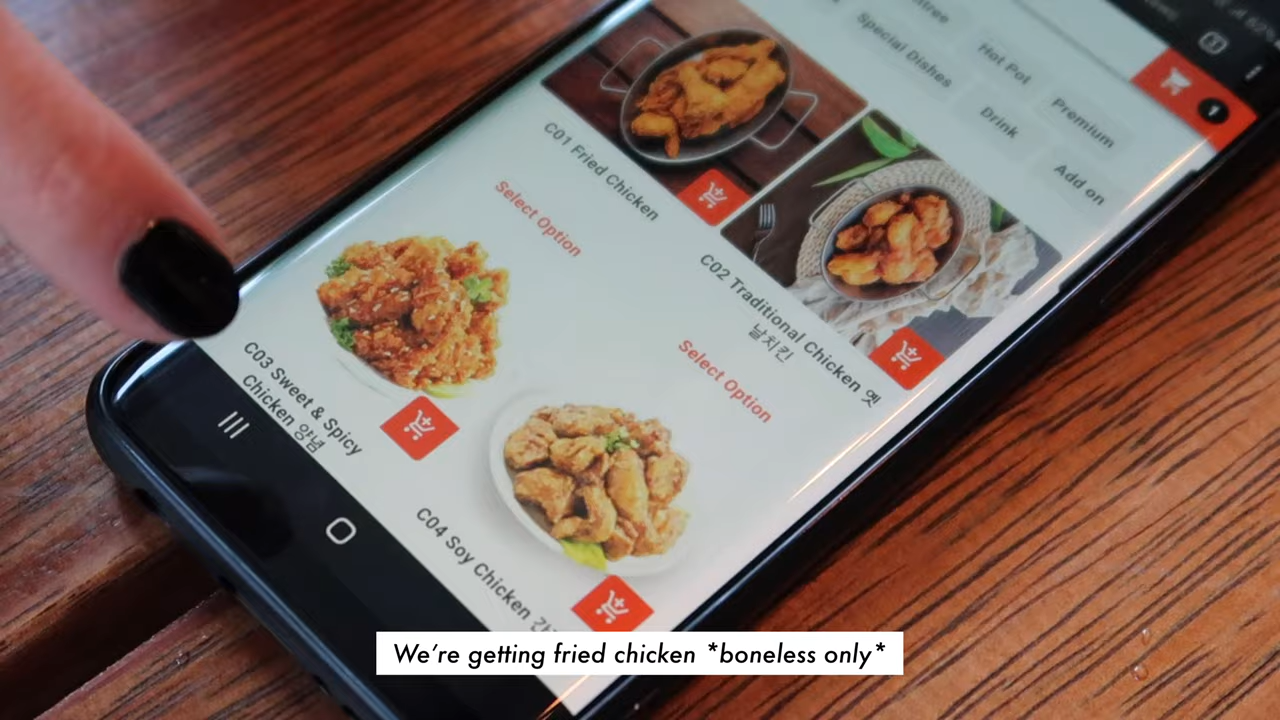 Special Dishes
Hot Pot
Premium
Drink
Add on
1
C01 Fried Chicken
Select Option
C02 Traditional Chicken 옛
날치킨
Select Option
C03 Sweet & Spicy
Chicken 양념
C04 Soy Chicken
We're getting fried chicken *boneless only*